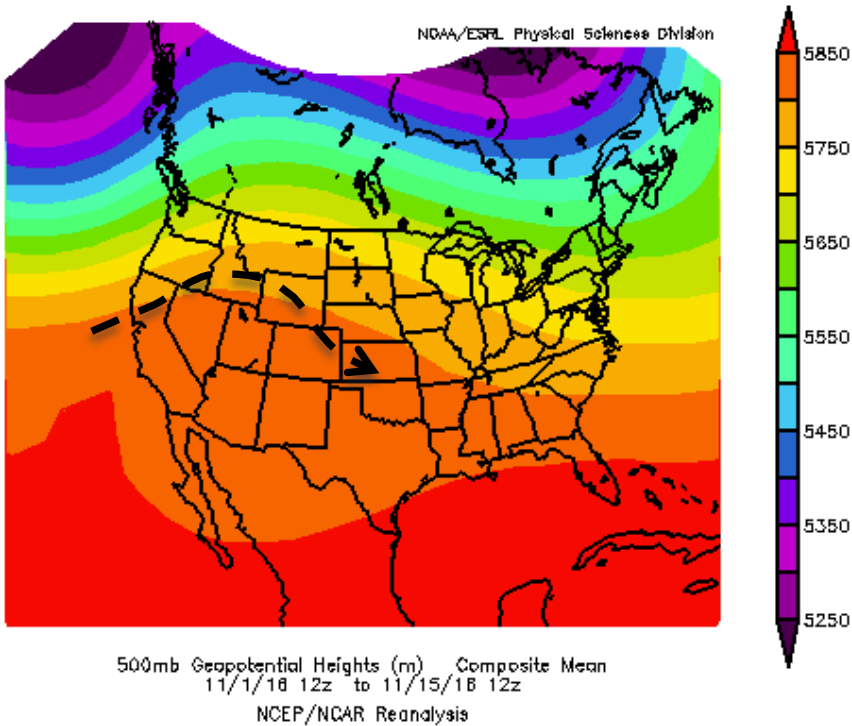 NOAA/ESRL Physical Sciences Division
5850
5750
5650
5550
5450
5350
5250
500mb Geopotential Heights (m) Composite Mean
11/1/16 12z to 11/15/16 12z
NCEP/NCAR Reanalysis